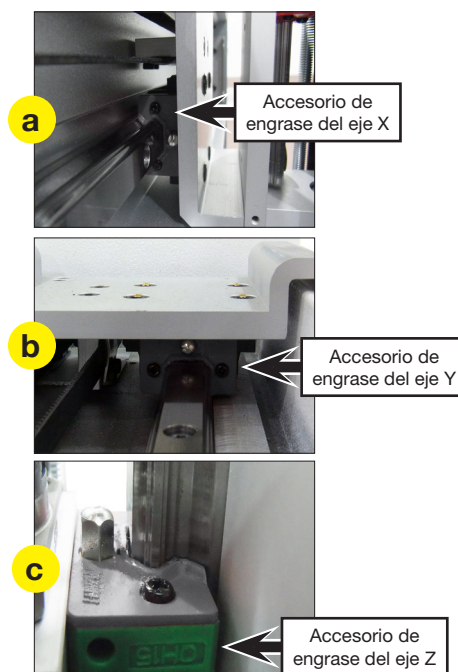 a
Accesorio de
engrase del eje X
b
Accesorio de
engrase del eje Y
c
Accesorio de
engrase del eje Z